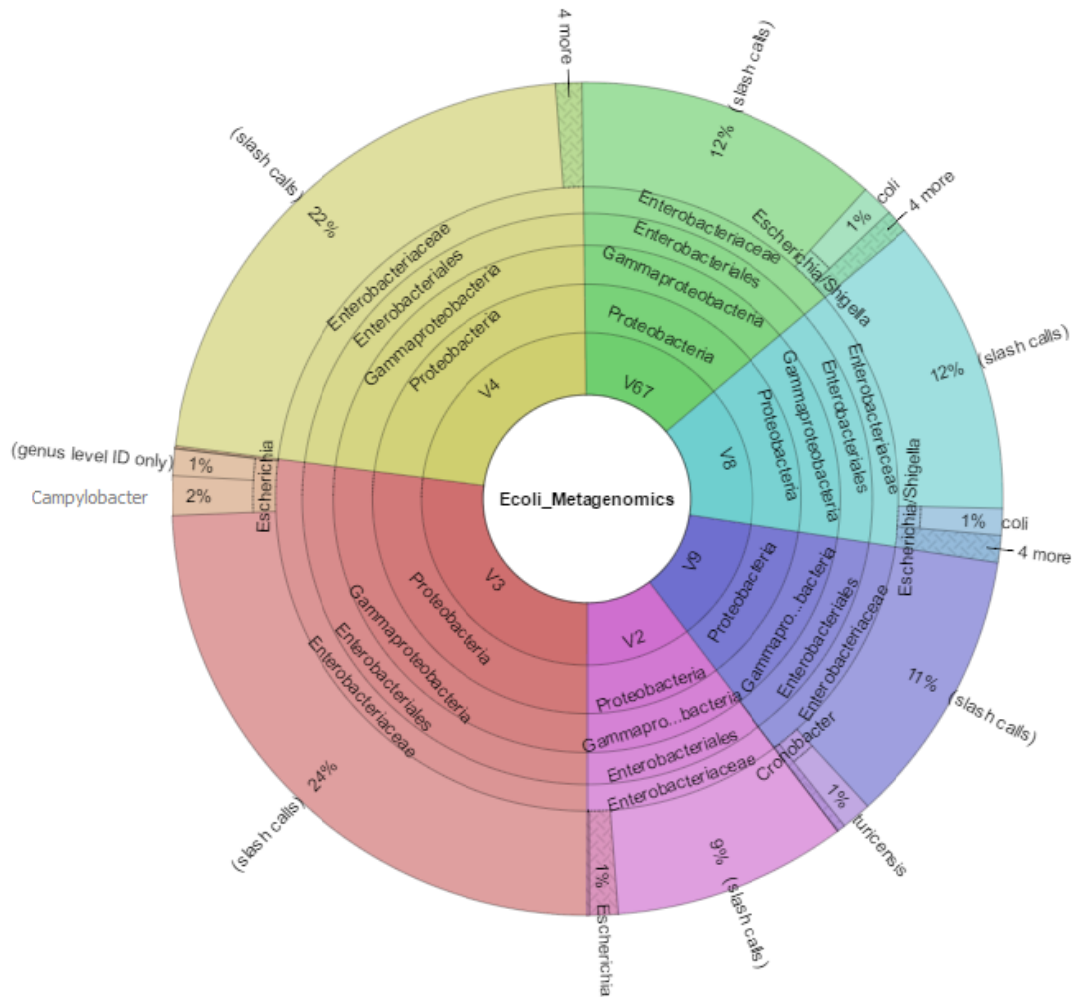 4 more
(slash calls)
12%
coli
1%
4 more
Escherichia/Shigella
Enterobacteriaceae
Enterobacteriales
Gammaproteobacteria
Proteobacteria
V67
(slash calls)
12%
coli
1%
4 more
Escherichia/Shigella
Enterobacteriaceae
Enterobacteriales
Gammaproteobacteria
Proteobacteria
V8
Ecoli_Metagenomics
(slash calls)
11%
turicensis
1%
Cronobacter
Enterobacteriaceae
Enterobacteriales
Gammapro...bacteria
Proteobacteria
V9
(slash calls)
9%
Escherichia
1%
Enterobacteriaceae
Enterobacteriales
Gammapro...bacteria
Proteobacteria
V2
(slash calls)
24%
Enterobacteriaceae
Enterobacteriales
Gammaproteobacteria
Proteobacteria
V3
Campylobacter
2%
(genus level ID only)
1%
Escherichia
(slash calls)
22%
Enterobacteriaceae
Enterobacteriales
Gammaproteobacteria
Proteobacteria
V4